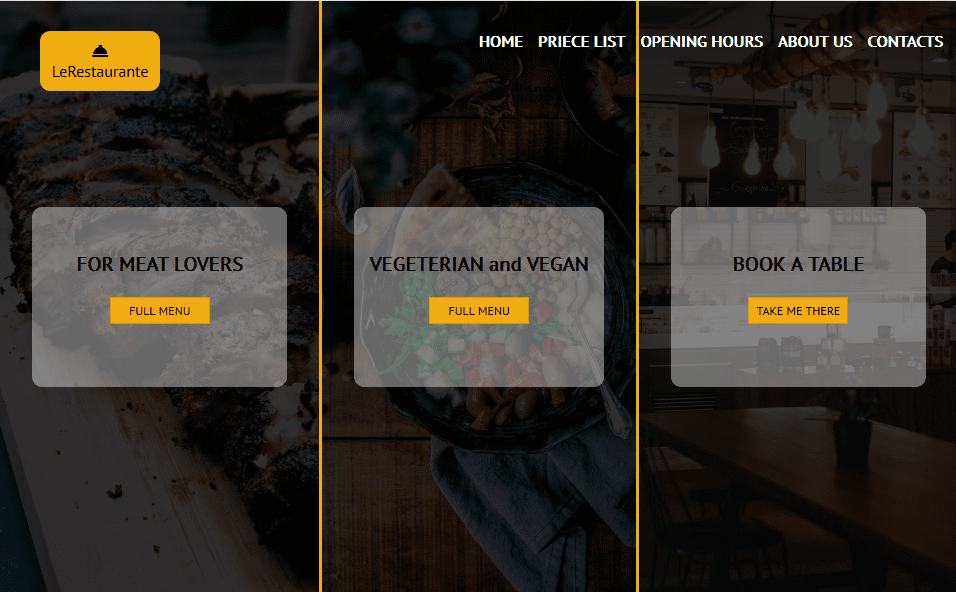 LeRestaurante
HOME PRIECE LIST OPENING HOURS ABOUT US CONTACTS
FOR MEAT LOVERS
FULL MENU
VEGETERIAN and VEGAN
FULL MENU
BOOK A TABLE
TAKE ME THERE